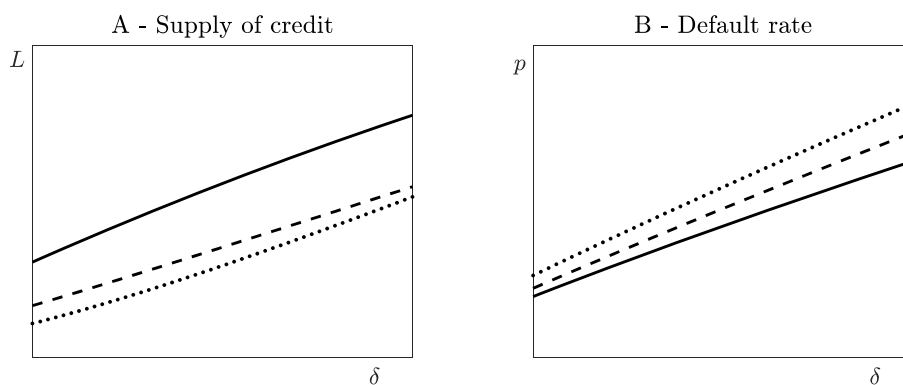 A - Supply of credit
L
δ
B - Default rate
p
δ